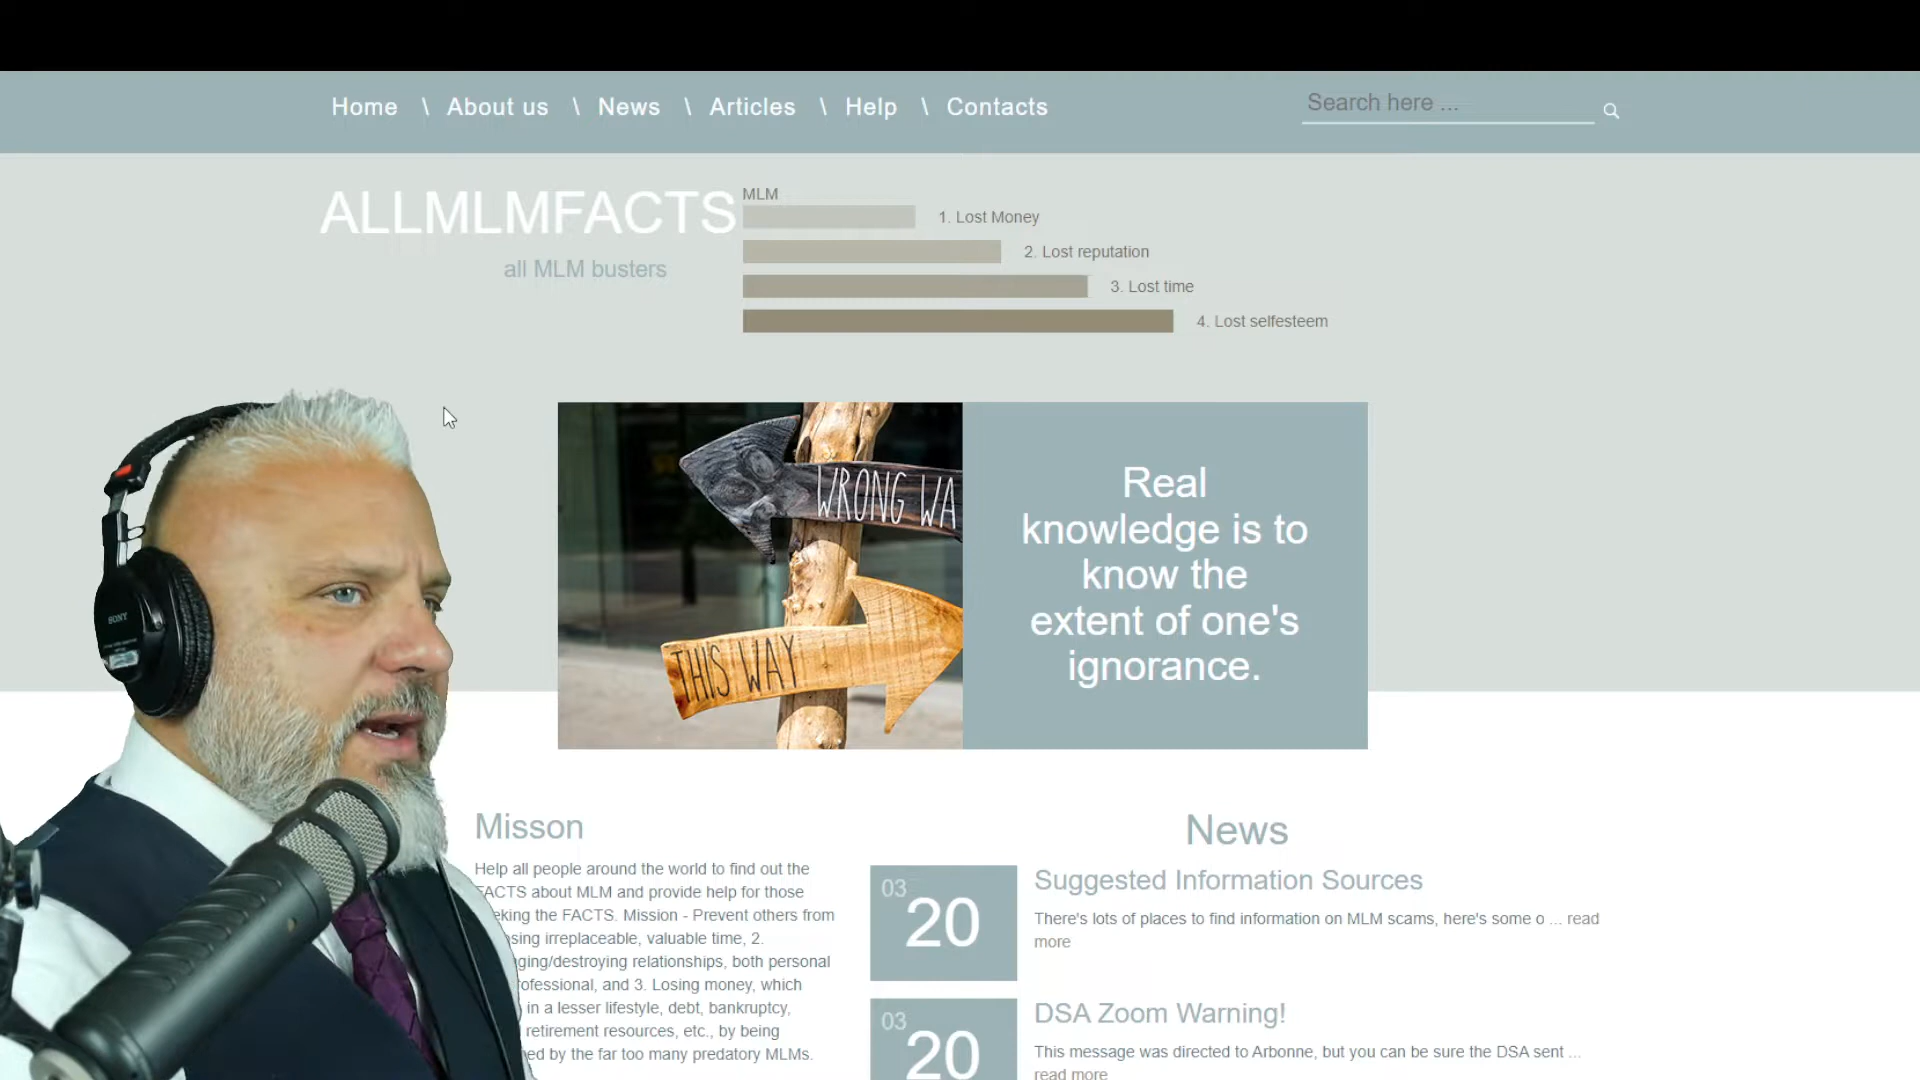 Home \ About us \ News \ Articles \ Help \ Contacts
Search here ...
ALLMLMFACTS
all MLM busters
MLM
1. Lost Money
2. Lost reputation
3. Lost time
4. Lost selfesteem
WRONG WA
THIS WAY
Real
knowledge is to
know the
extent of one's
ignorance.
Misson
Help all people around the world to find out the
FACTS about MLM and provide help for those
eking the FACTS. Mission - Prevent others from
sing irreplaceable, valuable time, 2.
ging/destroying relationships, both personal
ofessional, and 3. Losing money, which
in a lesser lifestyle, debt, bankruptcy,
retirement resources, etc., by being
ed by the far too many predatory MLMs.
News
03
20
Suggested Information Sources
There's lots of places to find information on MLM scams, here's some o ... read
more
03
20
DSA Zoom Warning!
This message was directed to Arbonne, but you can be sure the DSA sent ...
read more
SONY